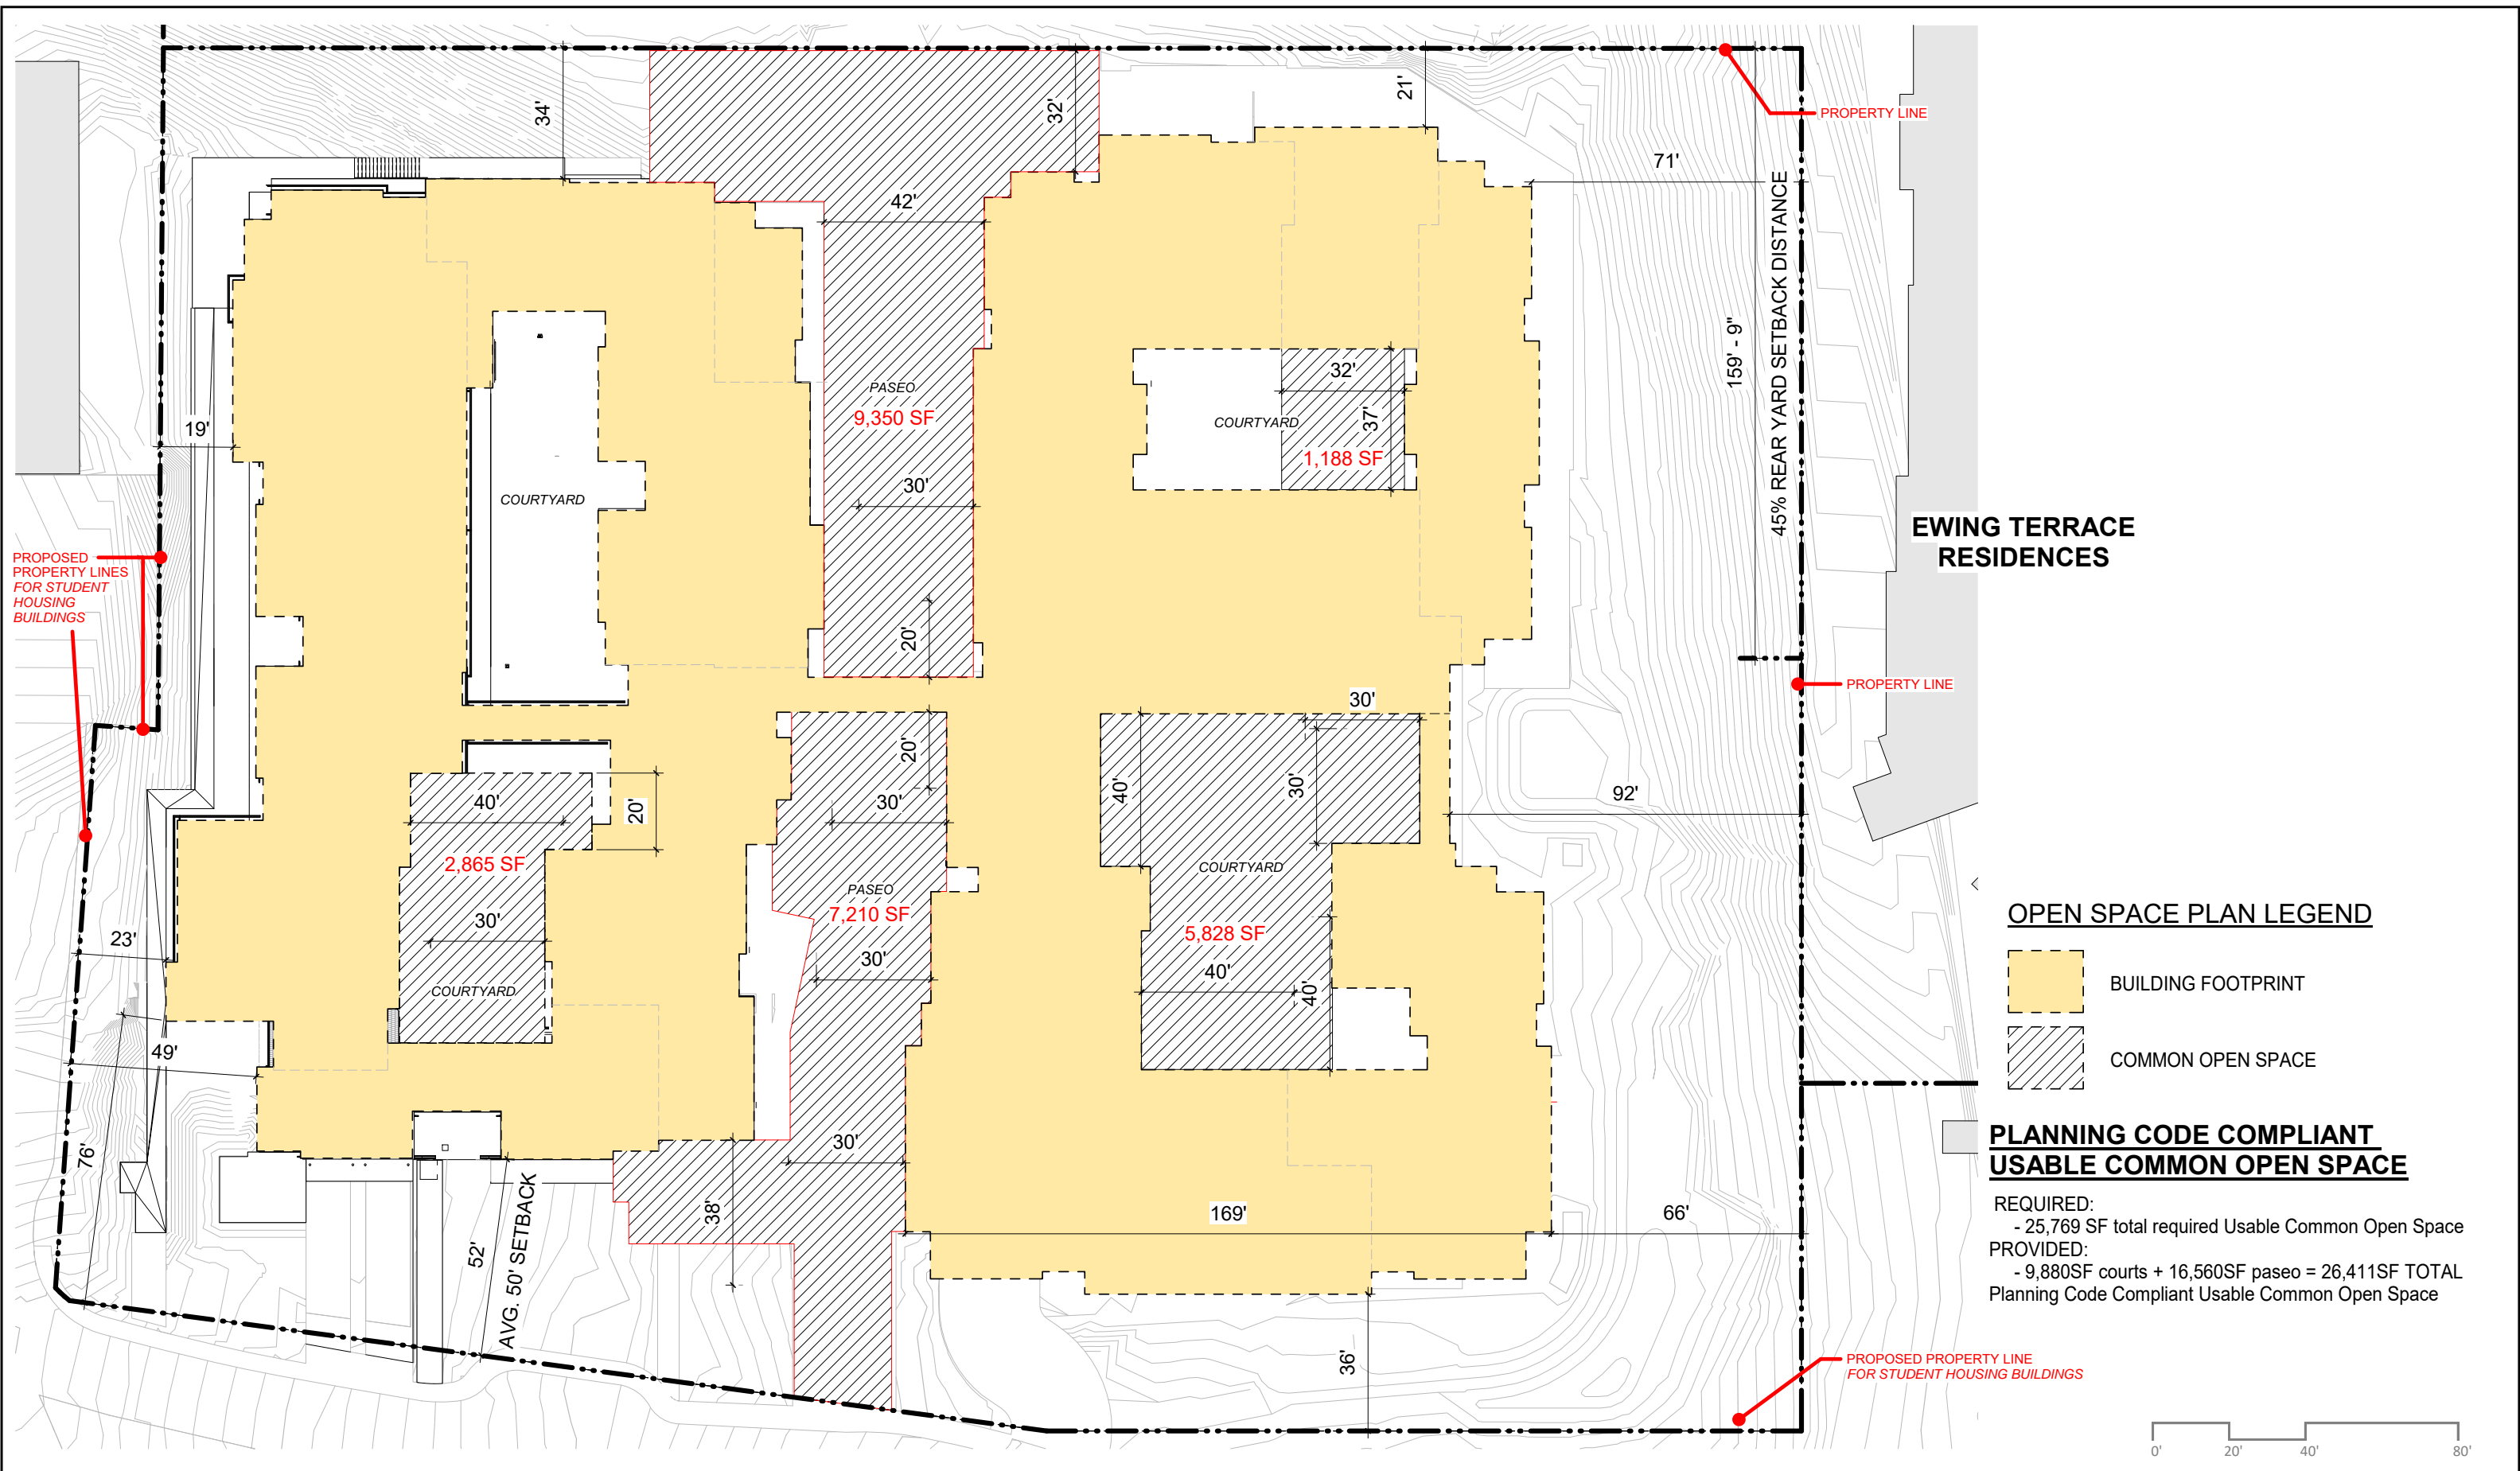 34'
32'
21'
PROPERTY LINE
71'
42'
45% REAR YARD SETBACK DISTANCE
159' - 9"
PASEO
9,350 SF
32'
37'
COURTYARD
1,188 SF
19'
30'
COURTYARD
EWING TERRACE
RESIDENCES
PROPOSED
PROPERTY LINES
FOR STUDENT
HOUSING
BUILDINGS
20'
PROPERTY LINE
30'
20'
40'
30'
92'
40'
20'
30'
2,865 SF
COURTYARD
PASEO
7,210 SF
30'
5,828 SF
OPEN SPACE PLAN LEGEND
23'
30'
40'
40'
COURTYARD
BUILDING FOOTPRINT
49'
COMMON OPEN SPACE
76'
30'
PLANNING CODE COMPLIANT
USABLE COMMON OPEN SPACE
38'
169'
66'
REQUIRED:
- 25,769 SF total required Usable Common Open Space
PROVIDED:
- 9,880SF courts + 16,560SF paseo = 26,411SF TOTAL
Planning Code Compliant Usable Common Open Space
52'
AVG. 50' SETBACK
36'
PROPOSED PROPERTY LINE
FOR STUDENT HOUSING BUILDINGS
0' 20' 40' 80'